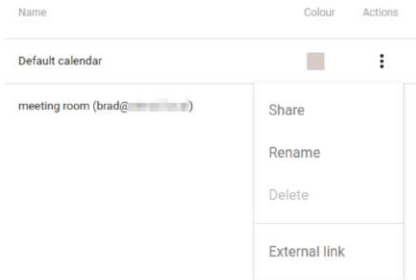 Name Colour Actions
Default calendar
meeting room (brad@ )
Share
Rename
Delete
External link